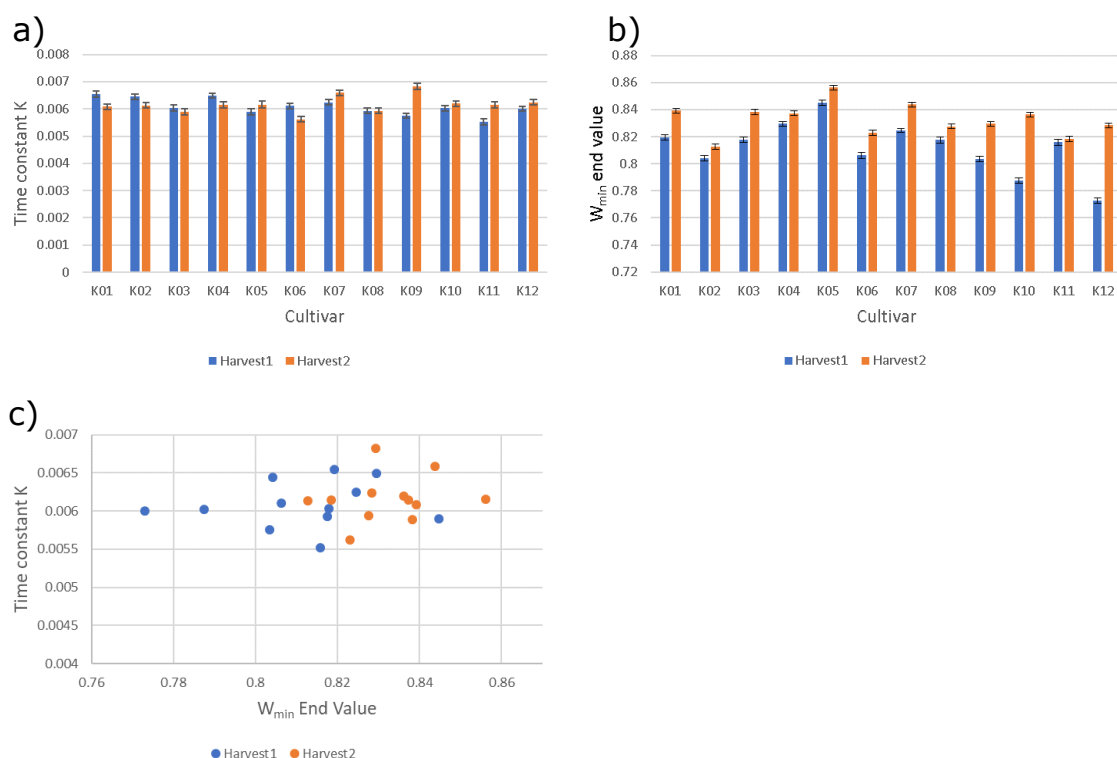 a)
0.008
0.007
0.006
0.005
0.004
0.003
0.002
0.001
0
Time constant K
K01 K02 K03 K04 K05 K06 K07 K08 K09 K10 K11 K12
Cultivar
Harvest1 Harvest2
b)
0.88
0.86
0.84
0.82
0.8
0.78
0.76
0.74
0.72
Wmin end value
K01 K02 K03 K04 K05 K06 K07 K08 K09 K10 K11 K12
Cultivar
Harvest1 Harvest2
c)
0.007
0.0065
0.006
0.0055
0.005
0.0045
0.004
Time constant K
0.76 0.78 0.8 0.82 0.84 0.86
Wmin End Value
Harvest1 Harvest2